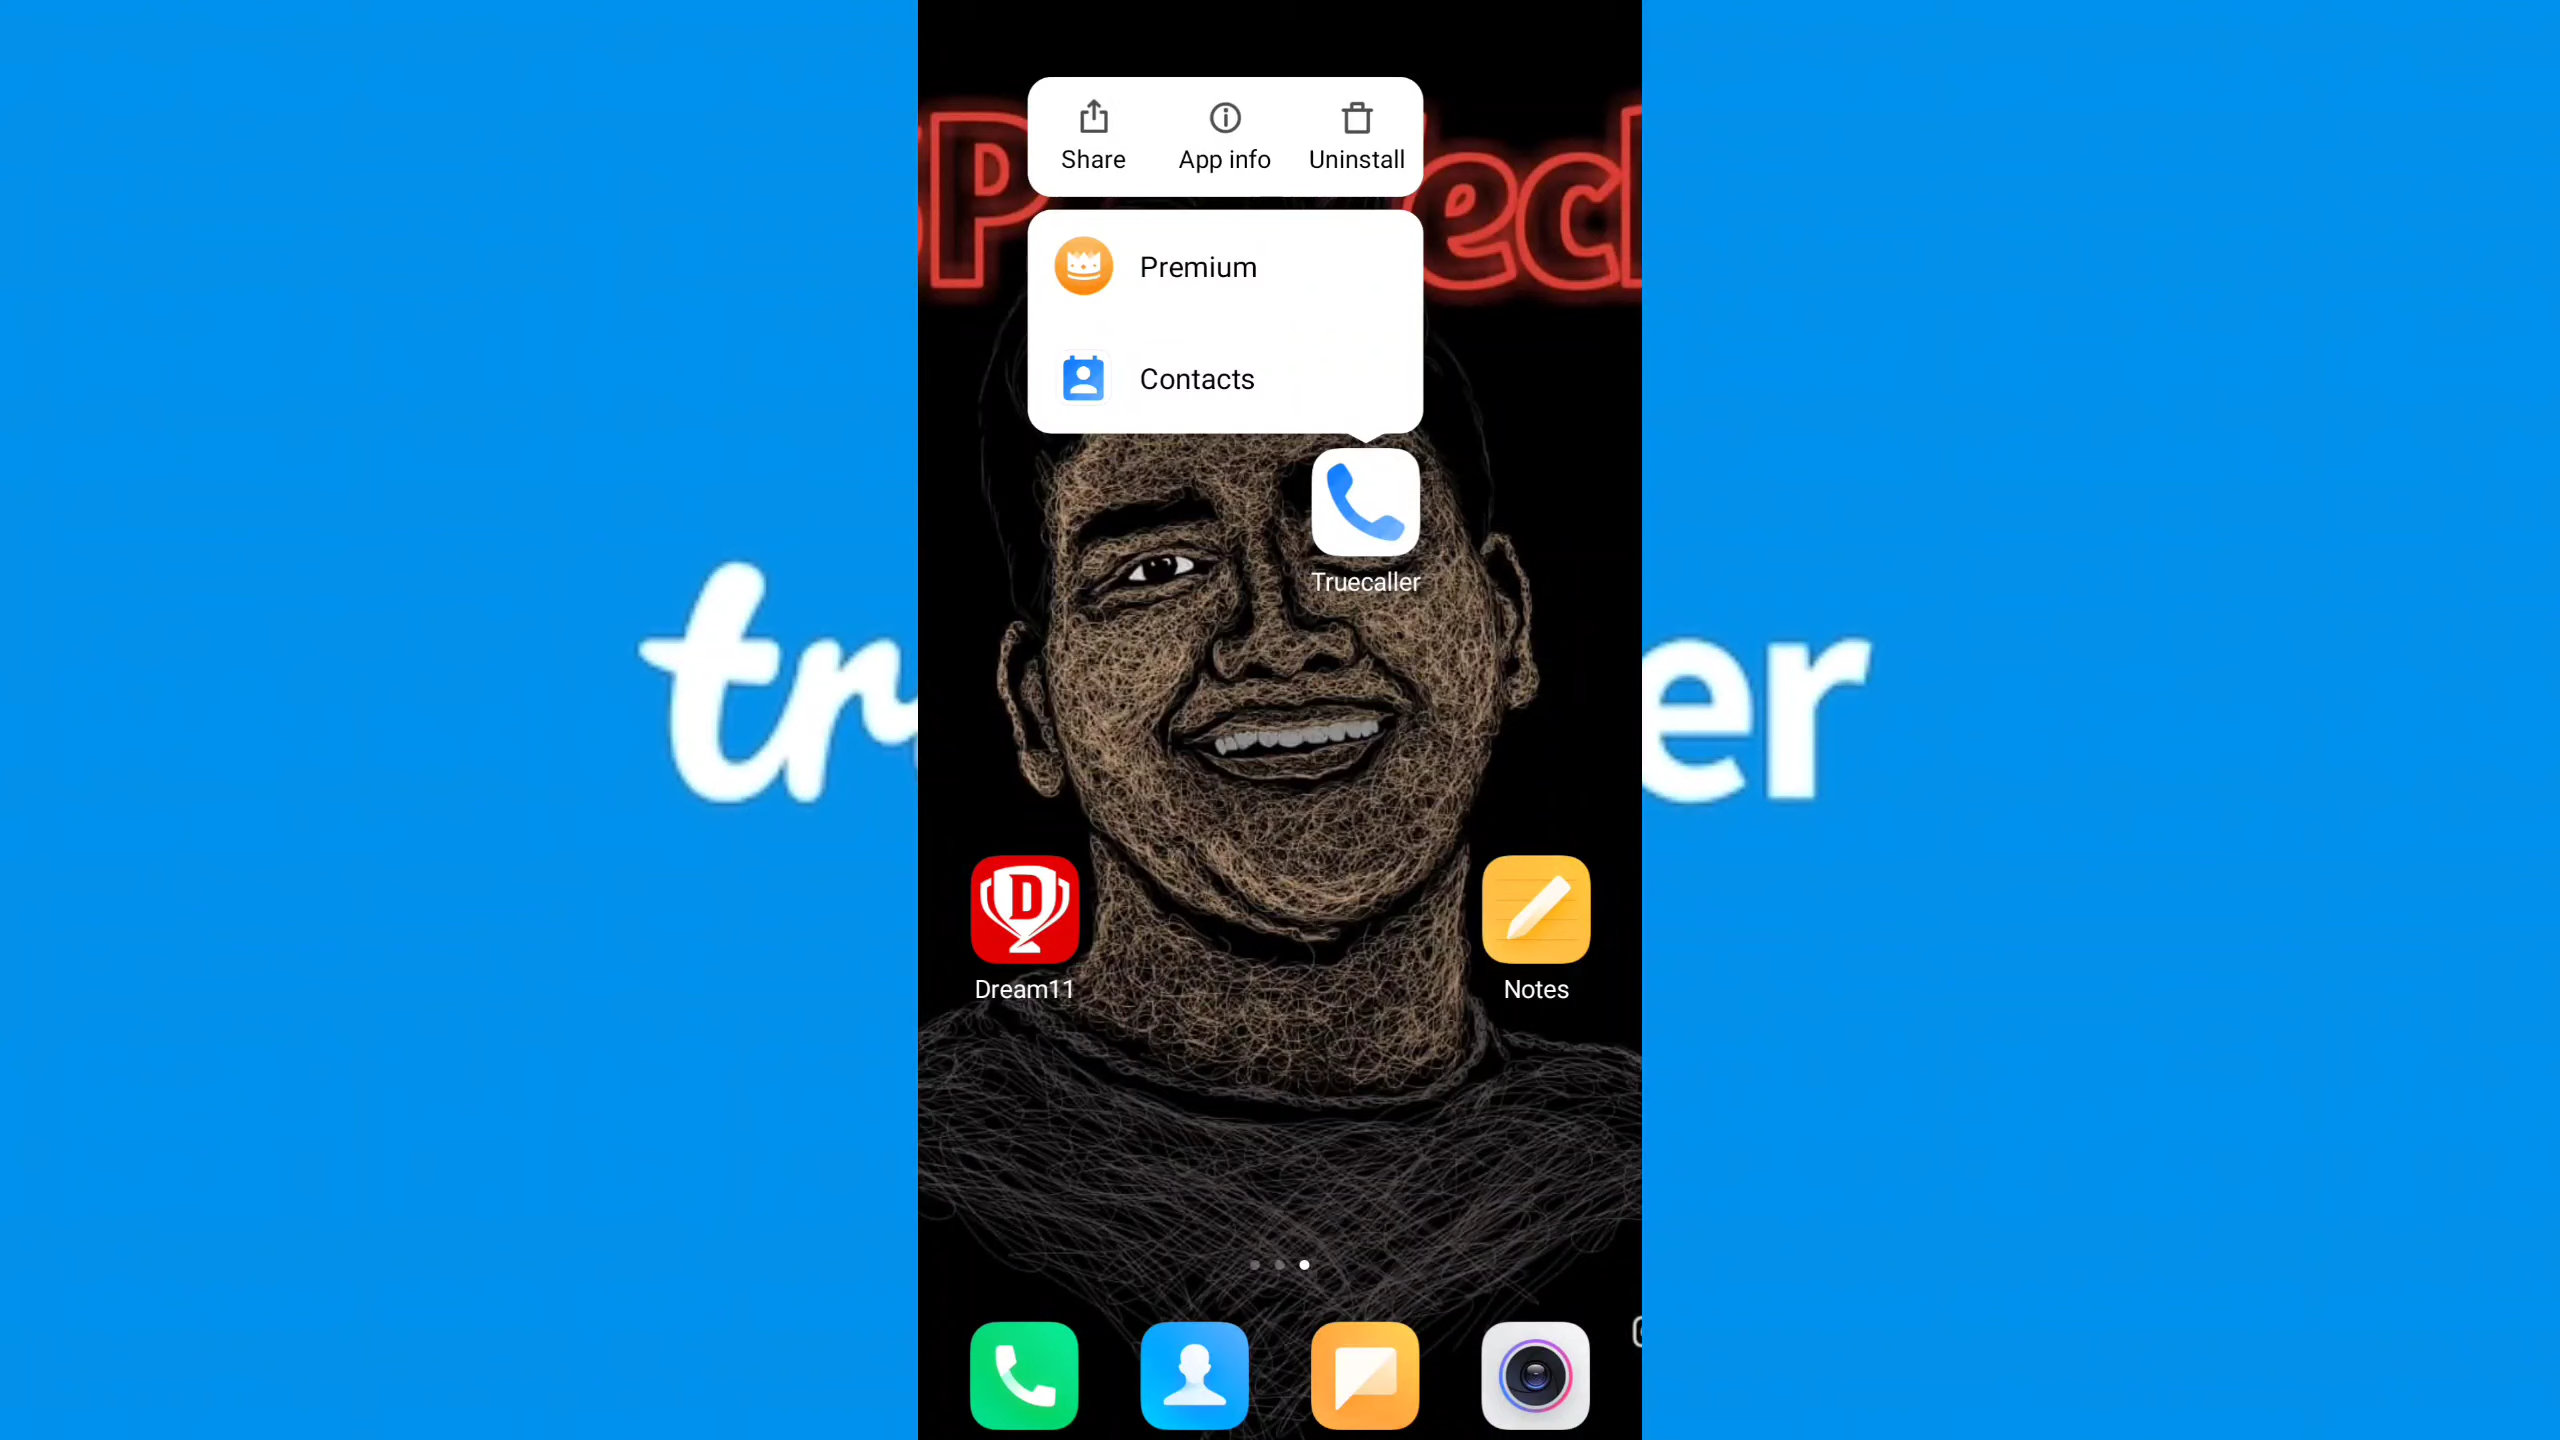 Share App info Uninstall
Premium
Contacts
Truecaller
Dream11
Notes